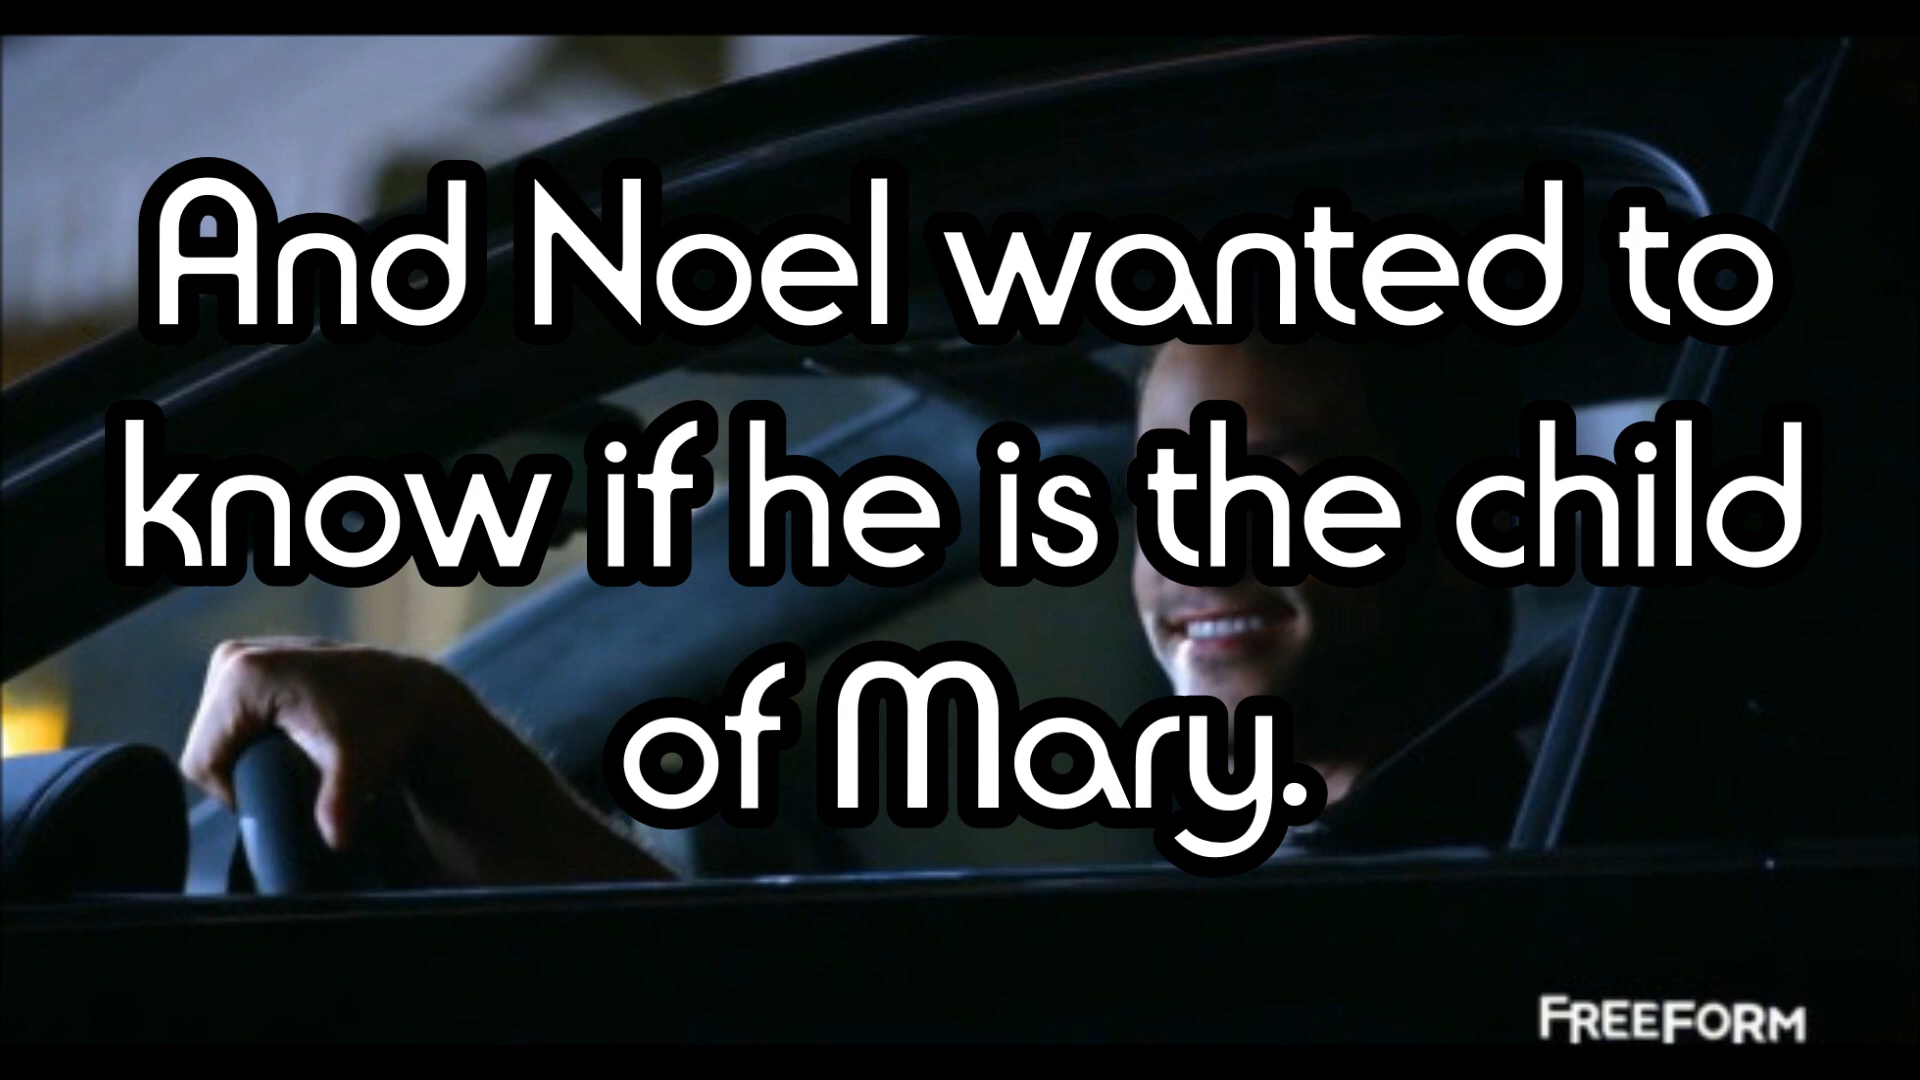 And Noel wanted to
know if he is the child
of Mary.
FREEFORM